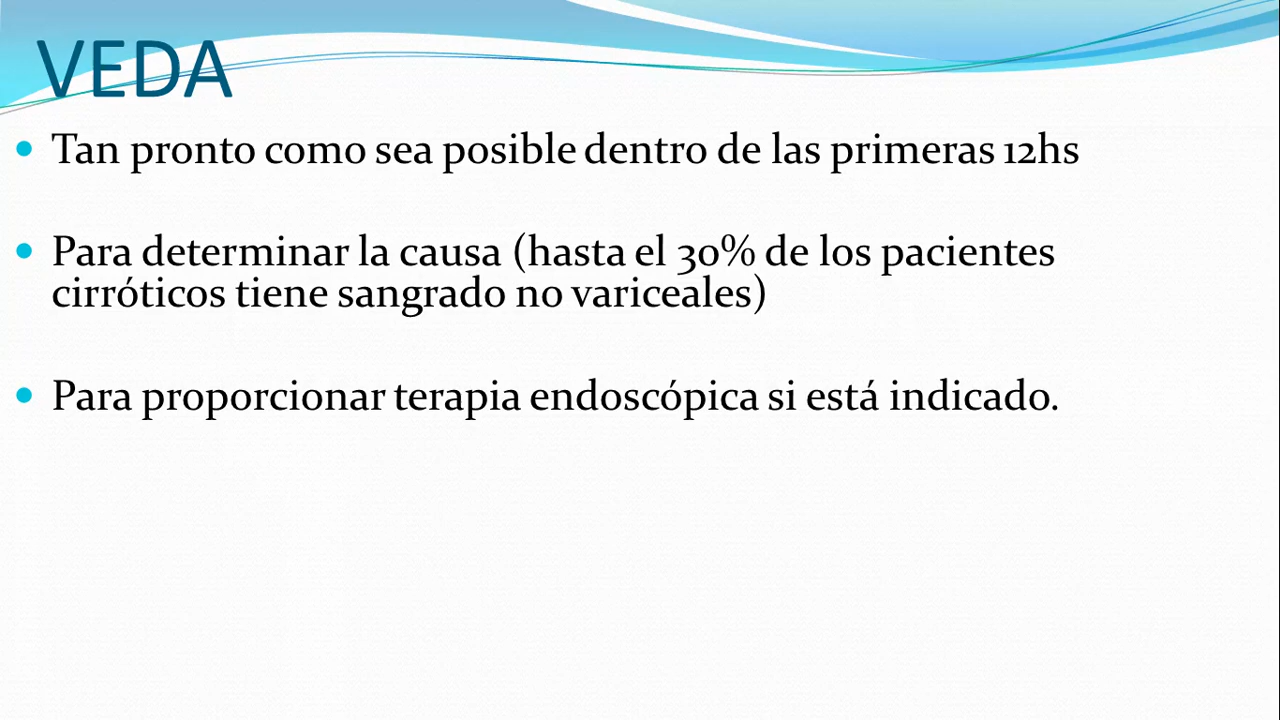 VEDA
• Tan pronto como sea posible dentro de las primeras 12hs
• Para determinar la causa (hasta el 30% de los pacientes
cirróticos tiene sangrado no variceales)
• Para proporcionar terapia endoscópica si está indicado.